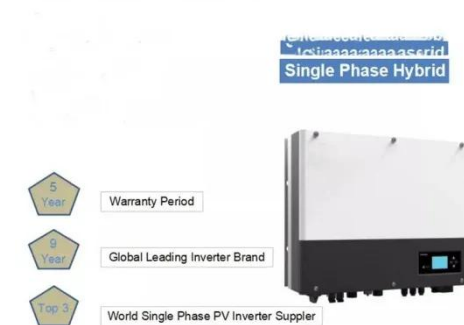 Single Phase Hybrid
5
Year
Warranty Period
9
Year
Global Leading Inverter Brand
Top 3
World Single Phase PV Inverter Suppler